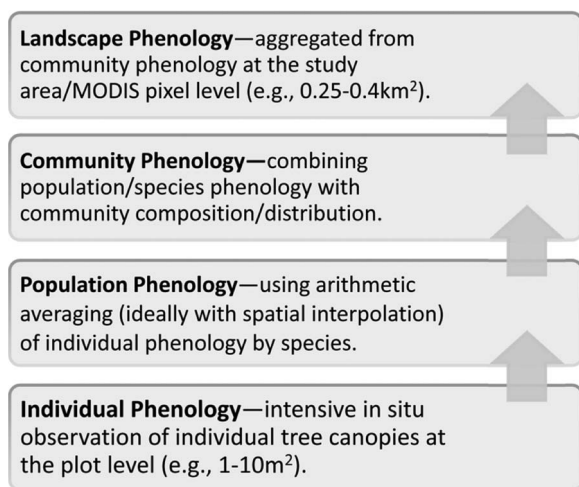 Landscape Phenology—aggregated from
community phenology at the study
area/MODIS pixel level (e.g., 0.25-0.4km²).
Community Phenology—combining
population/species phenology with
community composition/distribution.
Population Phenology—using arithmetic
averaging (ideally with spatial interpolation)
of individual phenology by species.
Individual Phenology—intensive in situ
observation of individual tree canopies at
the plot level (e.g., 1-10m²).